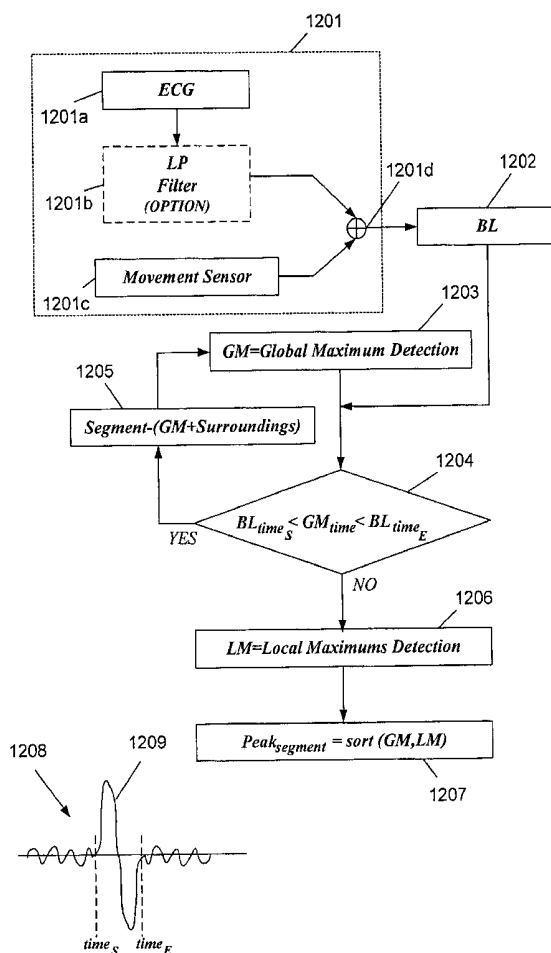 1201
ECG
1201a
LP
Filter
(OPTION)
1201b
1201d
1202
BL
Movement Sensor
1201c
1203
GM=Global Maximum Detection
1205
Segment-(GM+Surroundings)
1204
BLtimeS < GMtime < BLtimeE
YES
NO
1206
LM=Local Maximums Detection
Peaksegment = sort (GM,LM)
1207
1208
1209
timeS timeE